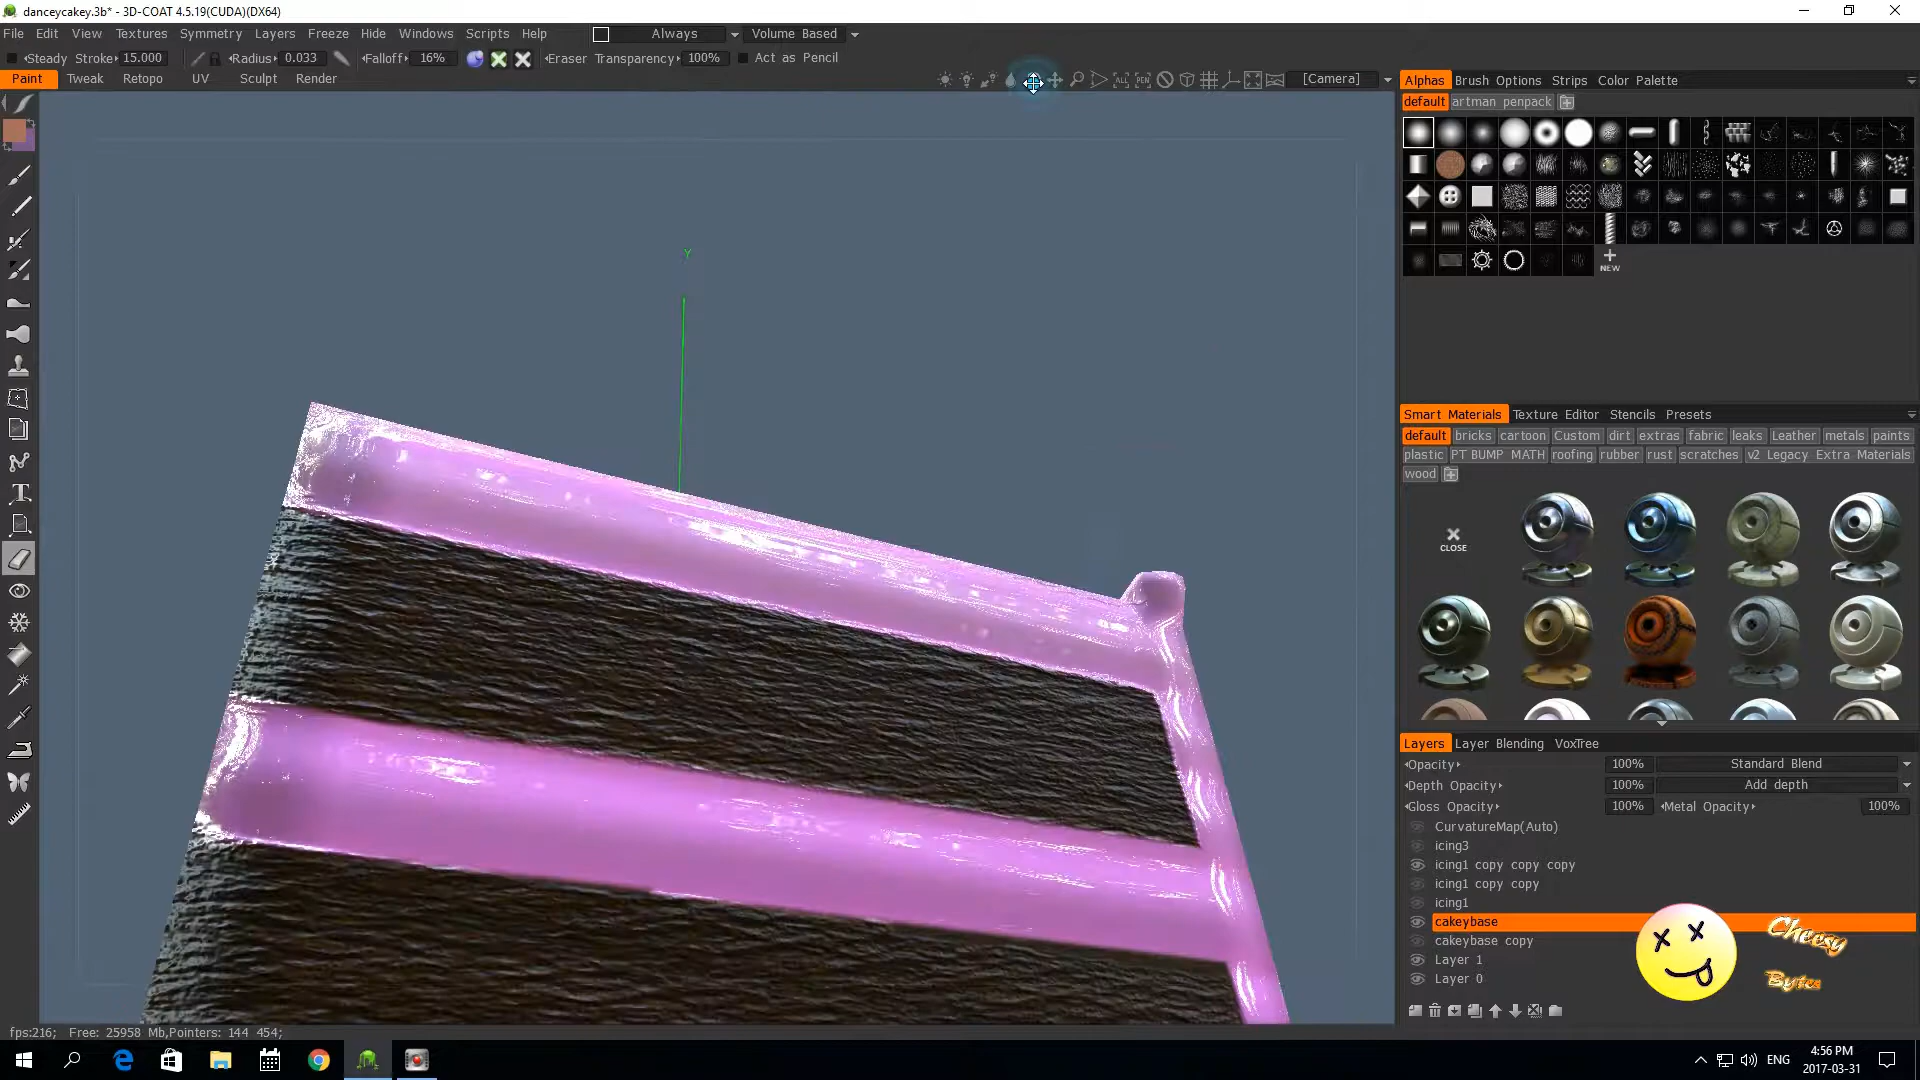 danceycakey.3b* - 3D-COAT 4.5.19(CUDA)(DX64)
File Edit View Textures Symmetry Layers Freeze Hide Windows Scripts Help Always Volume Based
Steady Stroke 15.000 Radius 0.033 Falloff 16% Eraser Transparency 100% Act as Pencil
Paint Tweak Retopo UV Sculpt Render ALL PEN [Camera]
Alphas Brush Options Strips Color Palette
default artman penpack
NEW
Y
Smart Materials Texture Editor Stencils Presets
default bricks cartoon Custom dirt extras fabric leaks Leather metals paints
plastic PT BUMP MATH roofing rubber rust scratches v2 Legacy Extra Materials
wood
CLOSE
Layers Layer Blending VoxTree
Opacity 100% Standard Blend
Depth Opacity 100% Add depth
Gloss Opacity 100% Metal Opacity 100%
CurvatureMap(Auto)
icing3
icing1 copy copy copy
icing1 copy copy
icing1
cakeybase
cakeybase copy
Layer 1
Layer 0
Cheesy
Bytes
fps:216; Free: 25958 Mb,Pointers: 144 454;
ENG
4:56 PM
2017-03-31